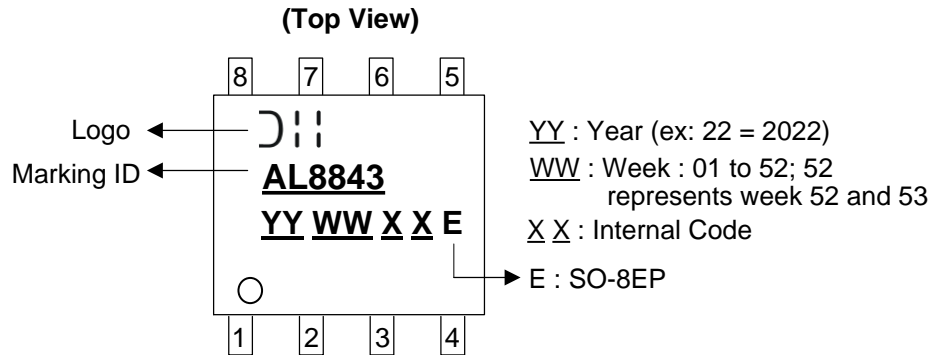 (Top View)
8 7 6 5
Logo
Marking ID
AL8843
YY WW X X E
YY : Year (ex: 22 = 2022)
WW : Week : 01 to 52; 52
represents week 52 and 53
X X : Internal Code
E : SO-8EP
1 2 3 4